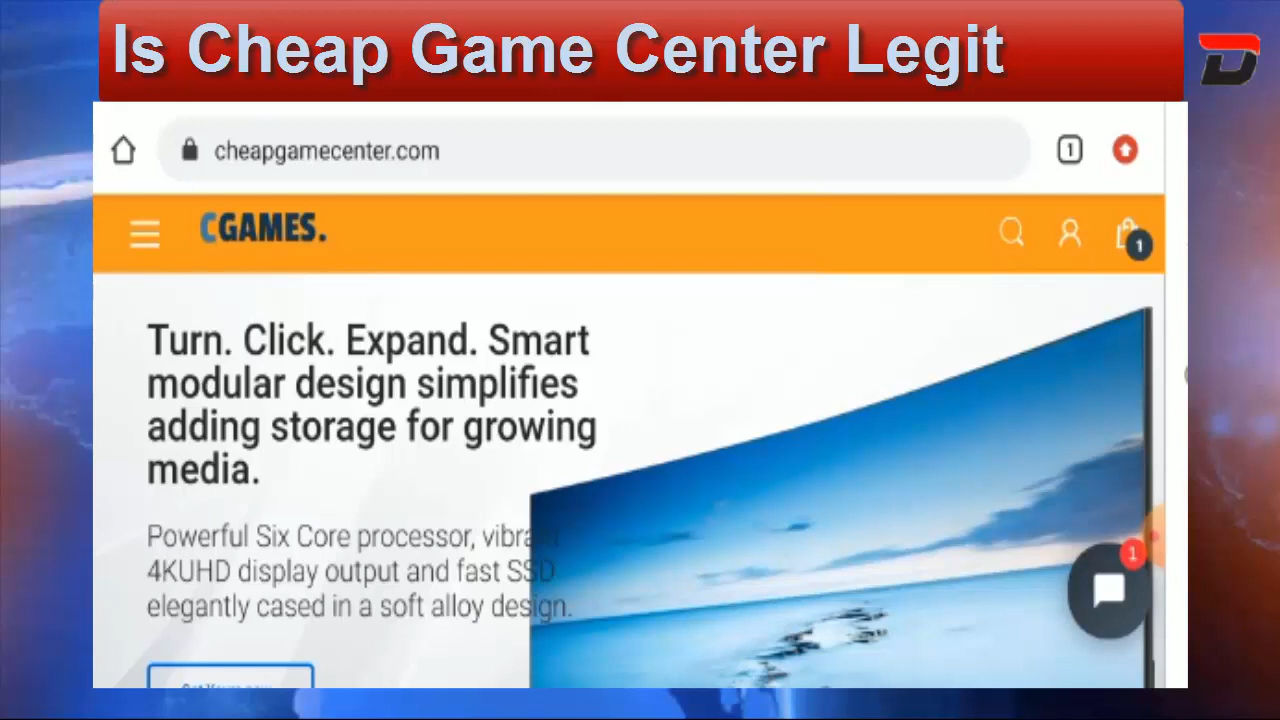 Is Cheap Game Center Legit
cheapgamecenter.com
1
CGAMES.
1
Turn. Click. Expand. Smart
modular design simplifies
adding storage for growing
media.
Powerful Six Core processor, vibrant
4KUHD display output and fast SSD
elegantly cased in a soft alloy design.
1